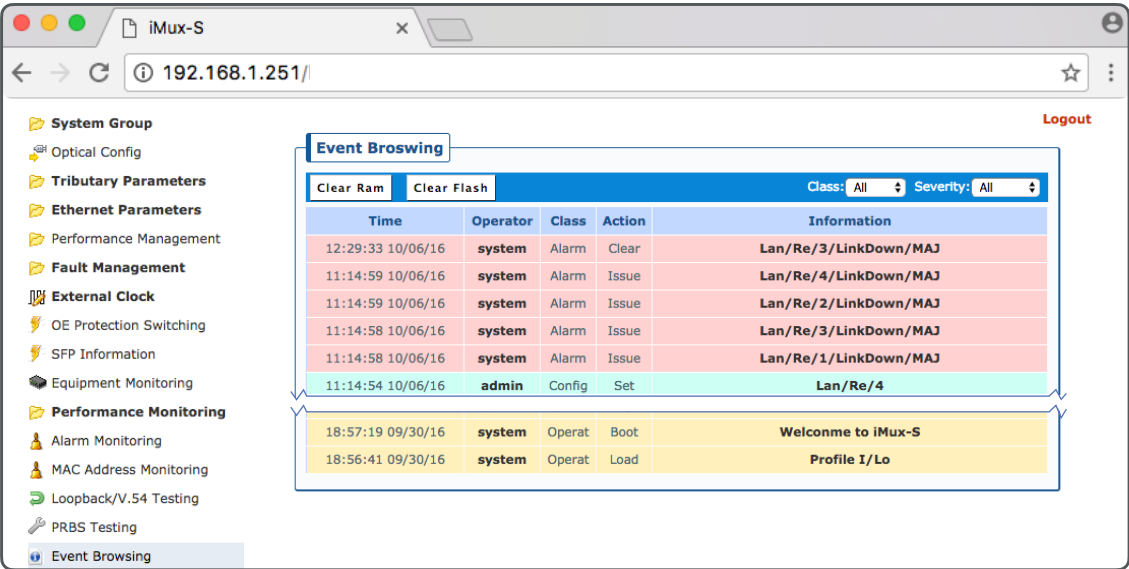 iMux-S
192.168.1.251/
Logout
System Group
Optical Config
Tributary Parameters
Ethernet Parameters
Performance Management
Fault Management
External Clock
OE Protection Switching
SFP Information
Equipment Monitoring
Performance Monitoring
Alarm Monitoring
MAC Address Monitoring
Loopback/V.54 Testing
PRBS Testing
Event Browsing
Event Broswing
Clear Ram Clear Flash Class: All Severity: All
Time Operator Class Action Information
12:29:33 10/06/16 system Alarm Clear Lan/Re/3/LinkDown/MAJ
11:14:59 10/06/16 system Alarm Issue Lan/Re/4/LinkDown/MAJ
11:14:59 10/06/16 system Alarm Issue Lan/Re/2/LinkDown/MAJ
11:14:58 10/06/16 system Alarm Issue Lan/Re/3/LinkDown/MAJ
11:14:58 10/06/16 system Alarm Issue Lan/Re/1/LinkDown/MAJ
11:14:54 10/06/16 admin Config Set Lan/Re/4
18:57:19 09/30/16 system Operat Boot Welconme to iMux-S
18:56:41 09/30/16 system Operat Load Profile I/Lo